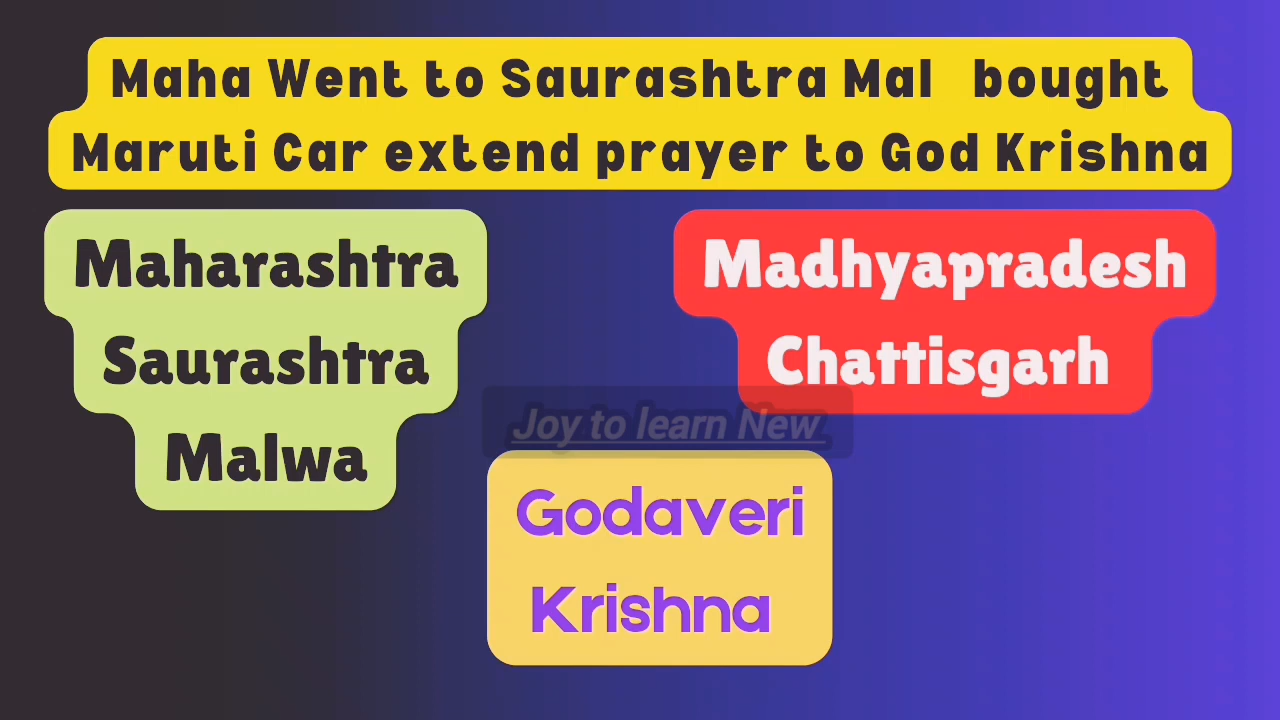 Maha Went to Saurashtra Mal bought
Maruti Car extend prayer to God Krishna
Maharashtra
Saurashtra
Malwa
Madhyapradesh
Chattisgarh
Joy to learn New
Godaveri
Krishna